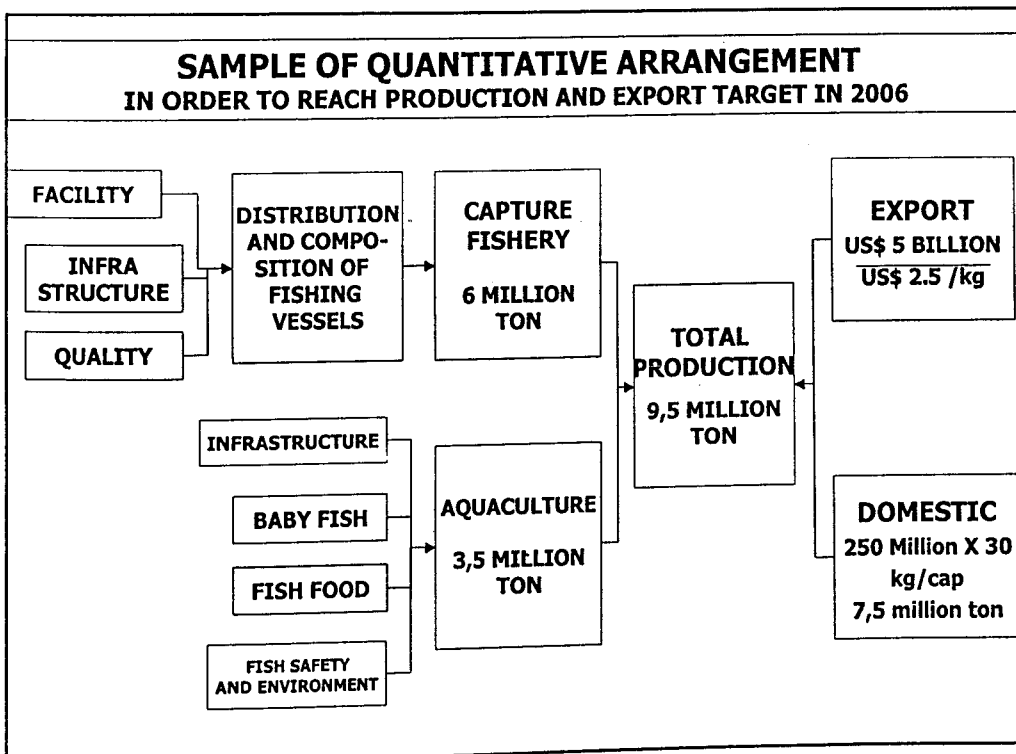 SAMPLE OF QUANTITATIVE ARRANGEMENT
IN ORDER TO REACH PRODUCTION AND EXPORT TARGET IN 2006
FACILITY
INFRA
STRUCTURE
QUALITY
DISTRIBUTION
AND COMPO-
SITION OF
FISHING
VESSELS
CAPTURE
FISHERY
6 MILLION
TON
INFRASTRUCTURE
BABY FISH
FISH FOOD
FISH SAFETY
AND ENVIRONMENT
AQUACULTURE
3,5 MILLION
TON
TOTAL
PRODUCTION
9,5 MILLION
TON
EXPORT
US$ 5 BILLION
US$ 2.5 /kg
DOMESTIC
250 Million X 30
kg/cap
7,5 million ton